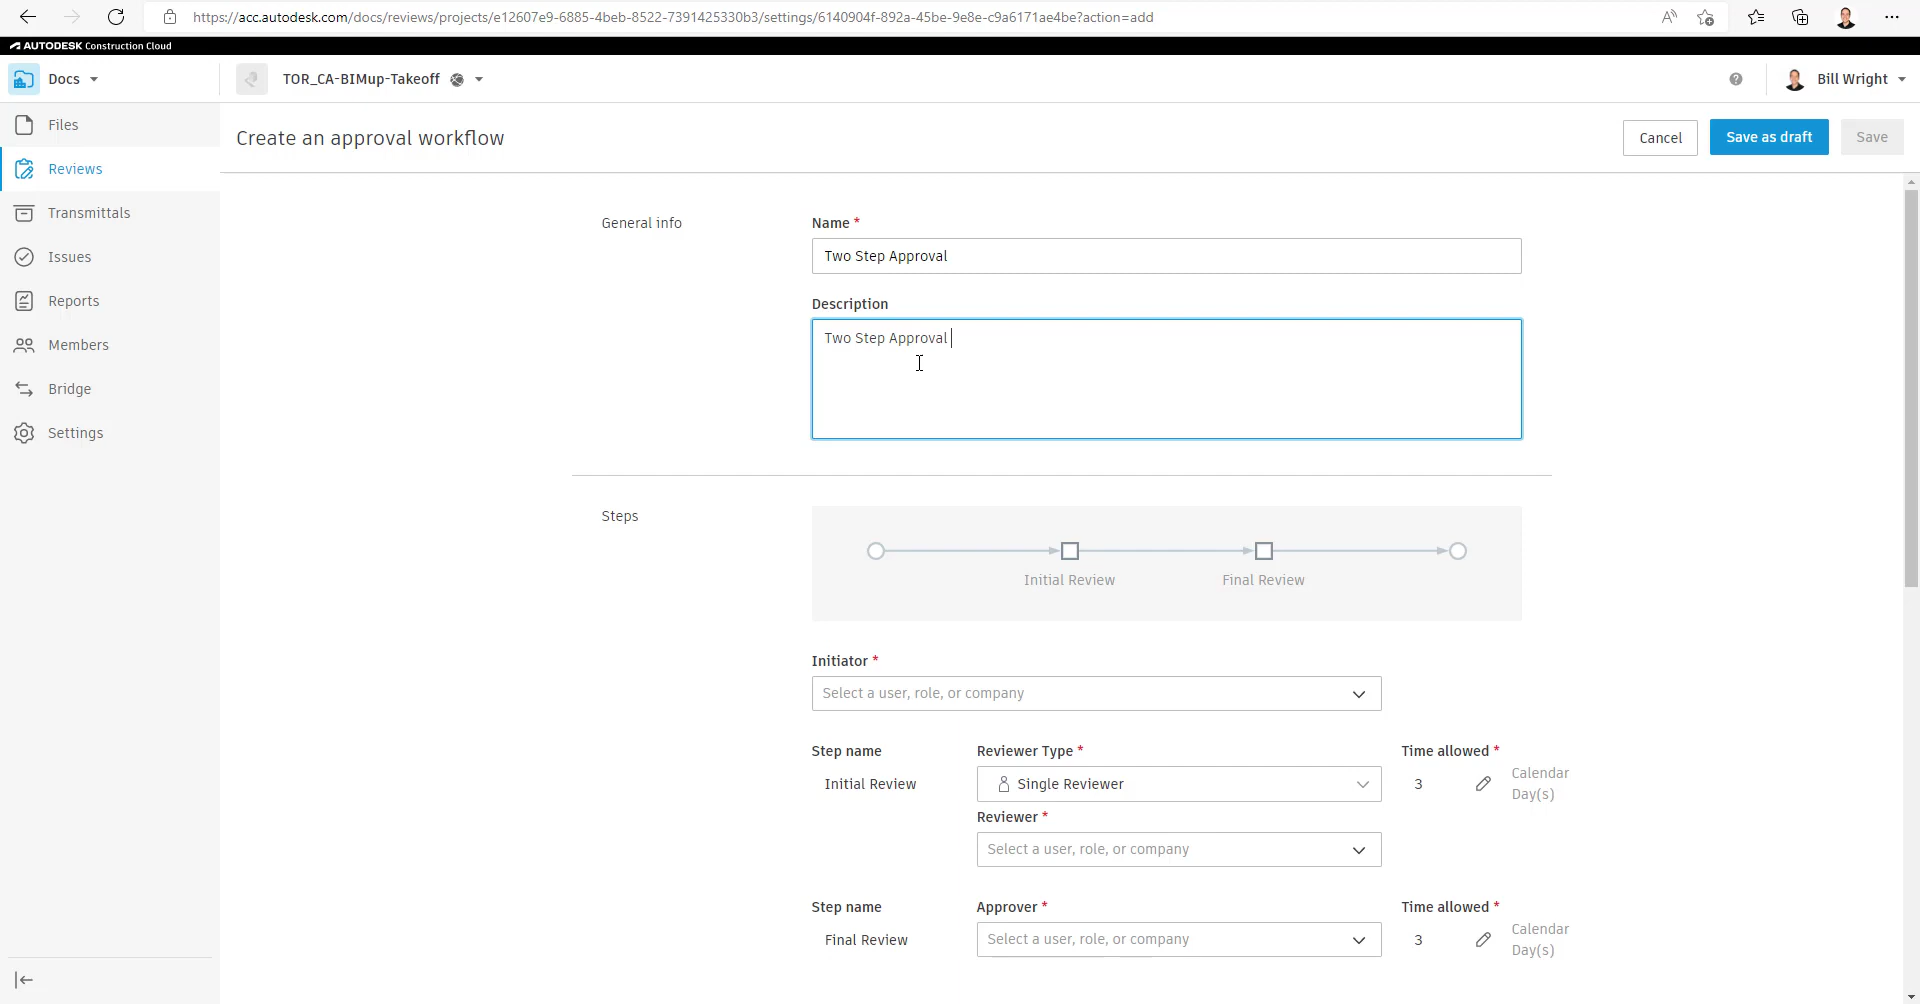 https://acc.autodesk.com/docs/reviews/projects/e12607e9-6885-4beb-8522-7391425330b3/settings/6140904f-892a-45be-9e8e-c9a6171ae4be?action=add
AUTODESK Construction Cloud
Docs
TOR_CA-BIMup-Takeoff
Bill Wright
Files
Reviews
Transmittals
Issues
Reports
Members
Bridge
Settings
Create an approval workflow
Cancel
Save as draft
Save
General info
Name *
Two Step Approval
Description
Two Step Approval
Steps
Initial Review
Final Review
Initiator *
Select a user, role, or company
Step name
Reviewer Type *
Time allowed *
Initial Review
Single Reviewer
3
Calendar
Day(s)
Reviewer *
Select a user, role, or company
Step name
Approver *
Time allowed *
Final Review
Select a user, role, or company
3
Calendar
Day(s)